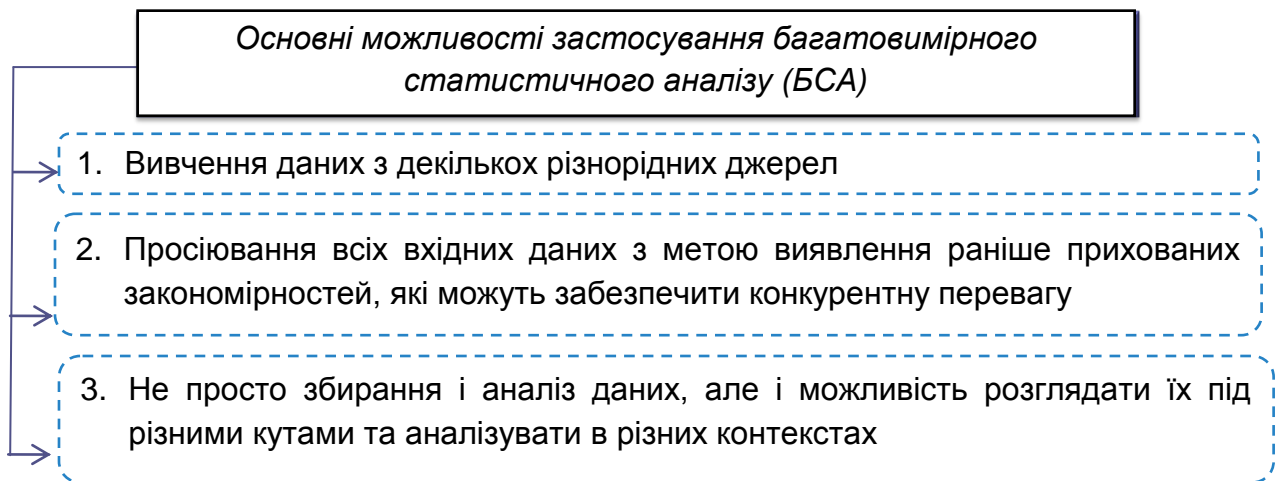 Основні можливості застосування багатовимірного
статистичного аналізу (БСА)
1. Вивчення даних з декількох різнорідних джерел
2. Просіювання всіх вхідних даних з метою виявлення раніше прихованих
закономірностей, які можуть забезпечити конкурентну перевагу
3. Не просто збирання і аналіз даних, але і можливість розглядати їх під
різними кутами та аналізувати в різних контекстах